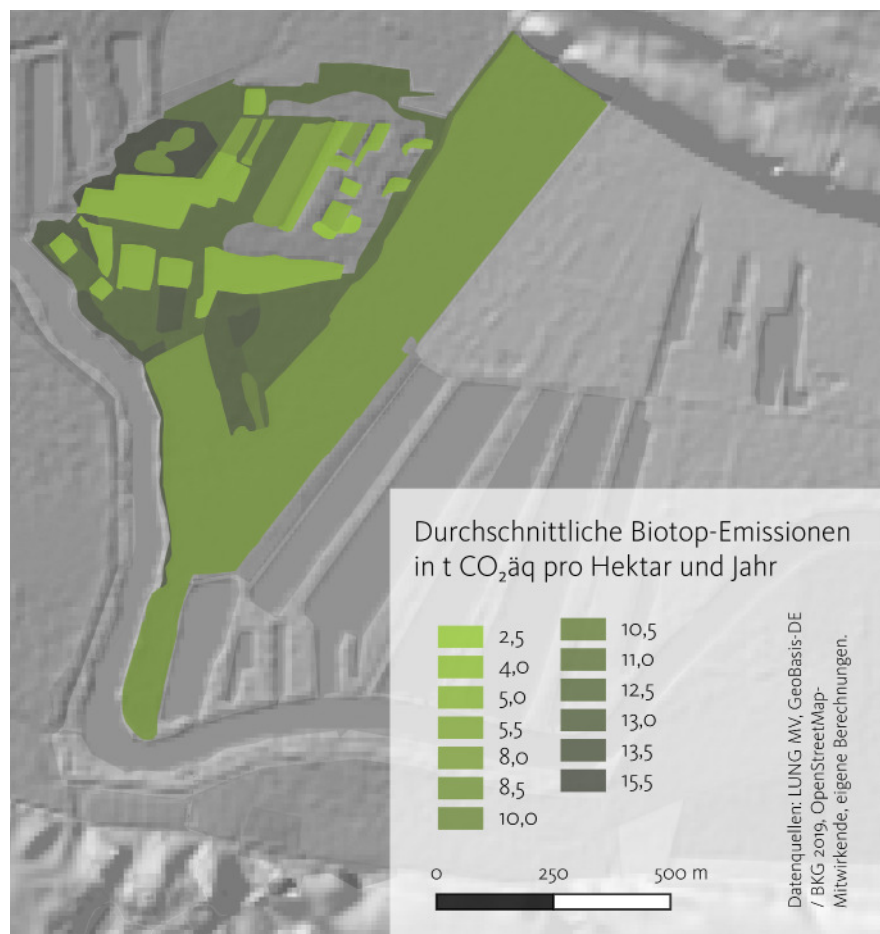 Durchschnittliche Biotop-Emissionen
in t CO₂äq pro Hektar und Jahr
2,5
4,0
5,0
5,5
8,0
8,5
10,0
10,5
11,0
12,5
13,0
13,5
15,5
0 250 500 m
Datenquellen: LUNG MV, GeoBasis-DE
/ BKG 2019, OpenStreetMap-
Mitwirkende, eigene Berechnungen.